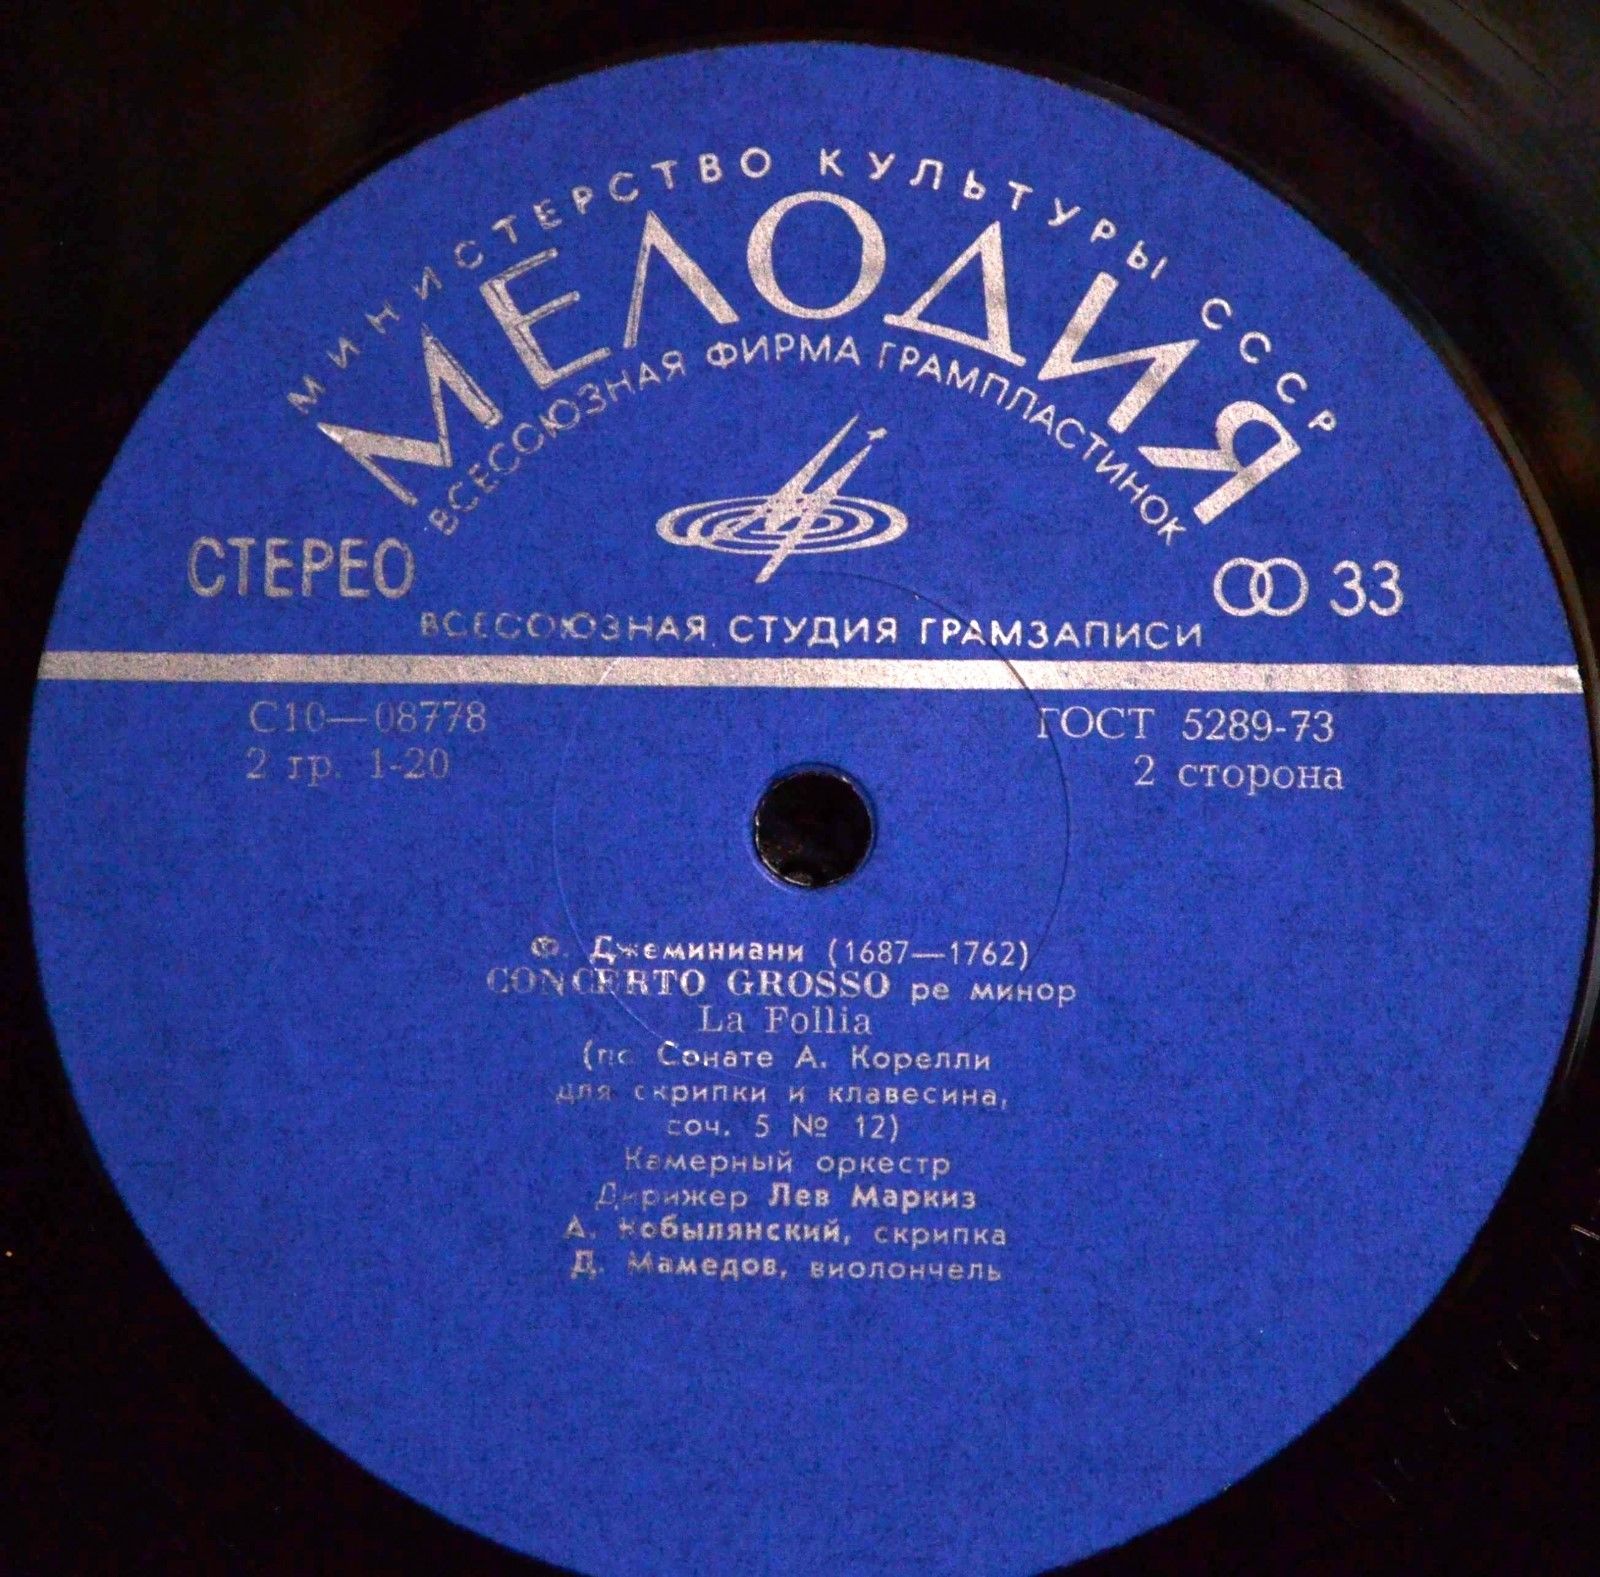 МИНИСТЕРСТВО КУЛЬТУРЫ СССР
МЕЛОДИЯ
ВСЕСОЮЗНАЯ ФИРМА ГРАМПЛАСТИНОК
СТЕРЕО
33
ВСЕСОЮЗНАЯ СТУДИЯ ГРАМЗАПИСИ
С10—08778
ГОСТ 5289-73
2 гр. 1-20
2 сторона
Ф. Джеминиани (1687—1762)
CONCERTO GROSSO ре минор
La Follia
(по Сонате А. Корелли
для скрипки и клавесина,
соч. 5 № 12)
Камерный оркестр
Дирижер Лев Маркиз
А. Кобылянский, скрипка
Д. Мамедов, виолончель